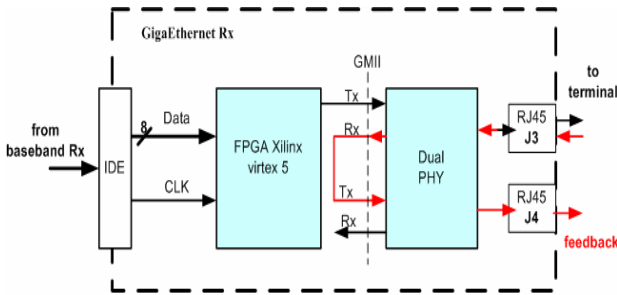 GigaEthernet Rx
GMII
to
terminal
from
baseband Rx
IDE
8
Data
CLK
FPGA Xilinx
virtex 5
Tx
Rx
Tx
Rx
Dual
PHY
RJ45
J3
RJ45
J4
feedback